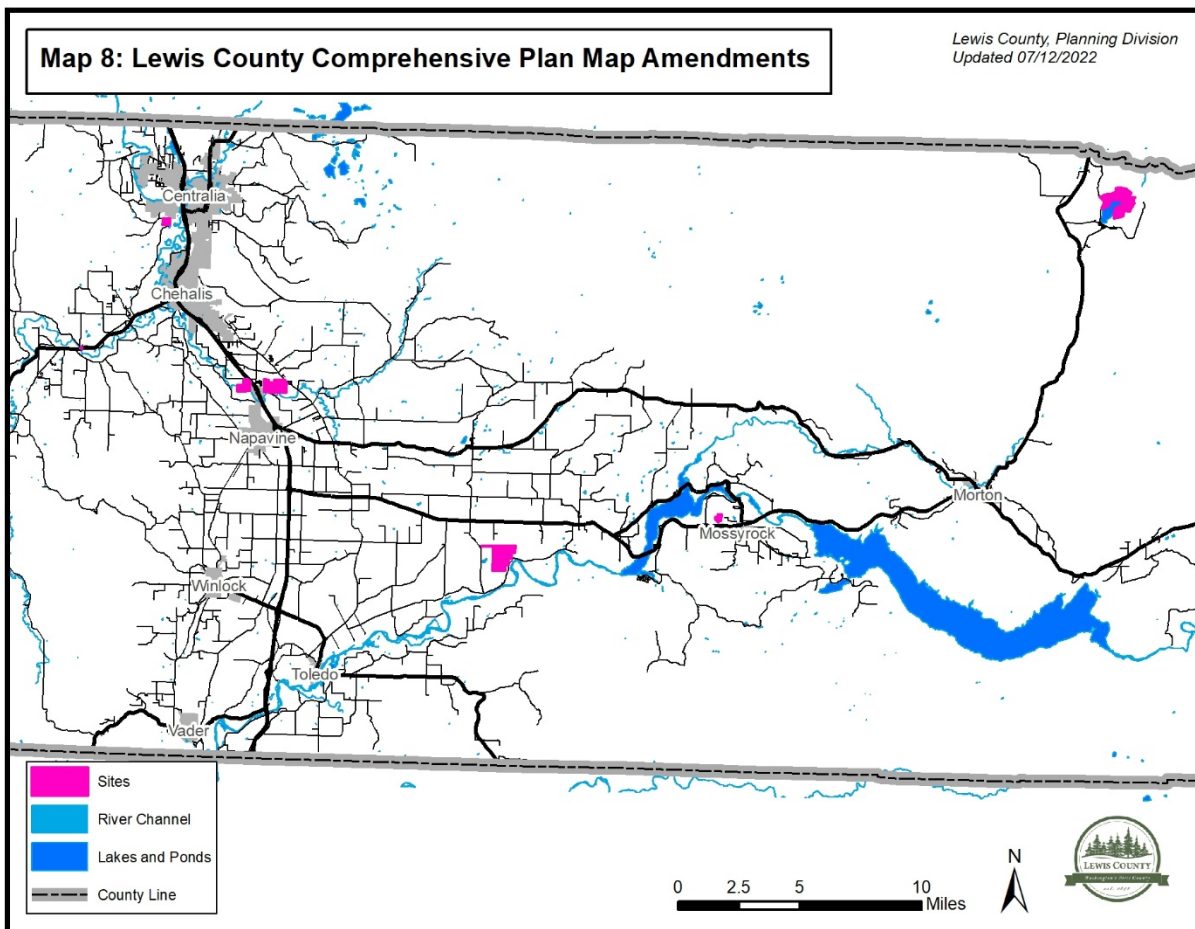 Map 8: Lewis County Comprehensive Plan Map Amendments
Lewis County, Planning Division
Updated 07/12/2022
Centralia
Chehalis
Napavine
Morton
Mossyrock
Winlock
Toledo
Vader
Sites
River Channel
Lakes and Ponds
County Line
0 2.5 5 10
Miles
N
LEWIS COUNTY